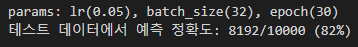 params: lr(0.05), batch_size(32), epoch(30)
테스트 데이터에서 예측 정확도: 8192/10000 (82%)